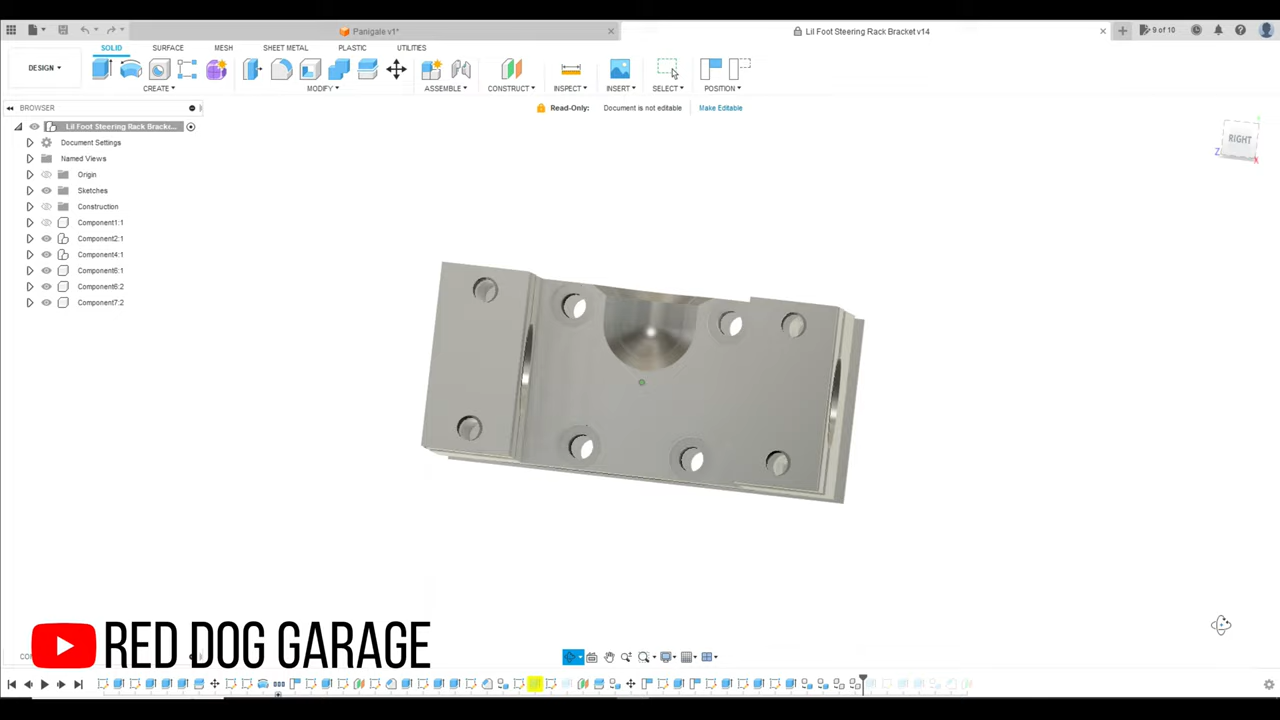 Panigale v1*
Lil Foot Steering Rack Bracket v14
9 of 10
SOLID SURFACE MESH SHEET METAL PLASTIC UTILITIES
DESIGN
CREATE MODIFY ASSEMBLE CONSTRUCT INSPECT INSERT SELECT POSITION
BROWSER
Read-Only: Document is not editable Make Editable
Lil Foot Steering Rack Bracke...
Document Settings
Named Views
Origin
Sketches
Construction
Component1:1
Component2:1
Component4:1
Component6:1
Component6:2
Component7:2
RIGHT
Z
X
RED DOG GARAGE